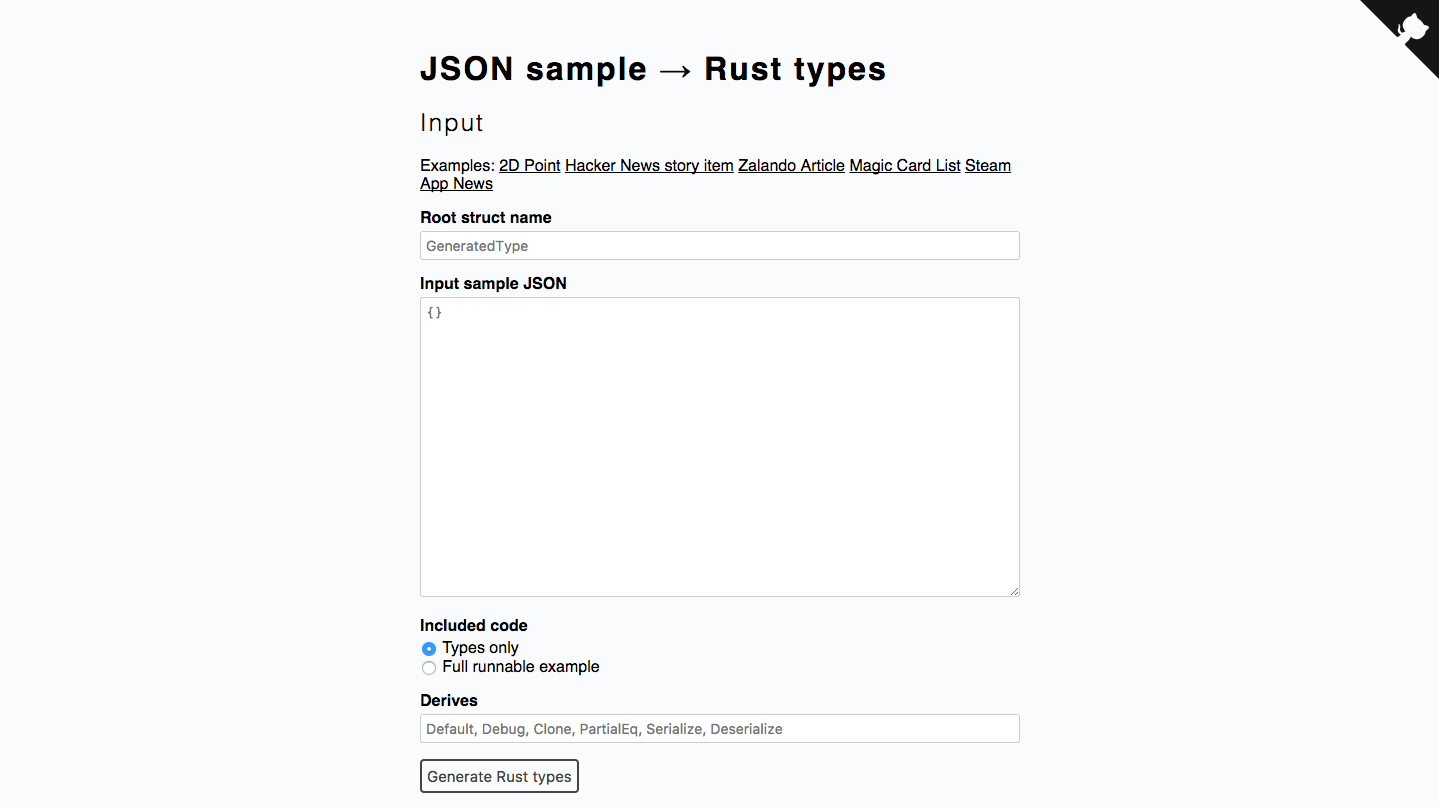 JSON sample → Rust types
Input
Examples: 2D Point Hacker News story item Zalando Article Magic Card List Steam
App News
Root struct name
GeneratedType
Input sample JSON
{}
Included code
Types only
Full runnable example
Derives
Default, Debug, Clone, PartialEq, Serialize, Deserialize
Generate Rust types